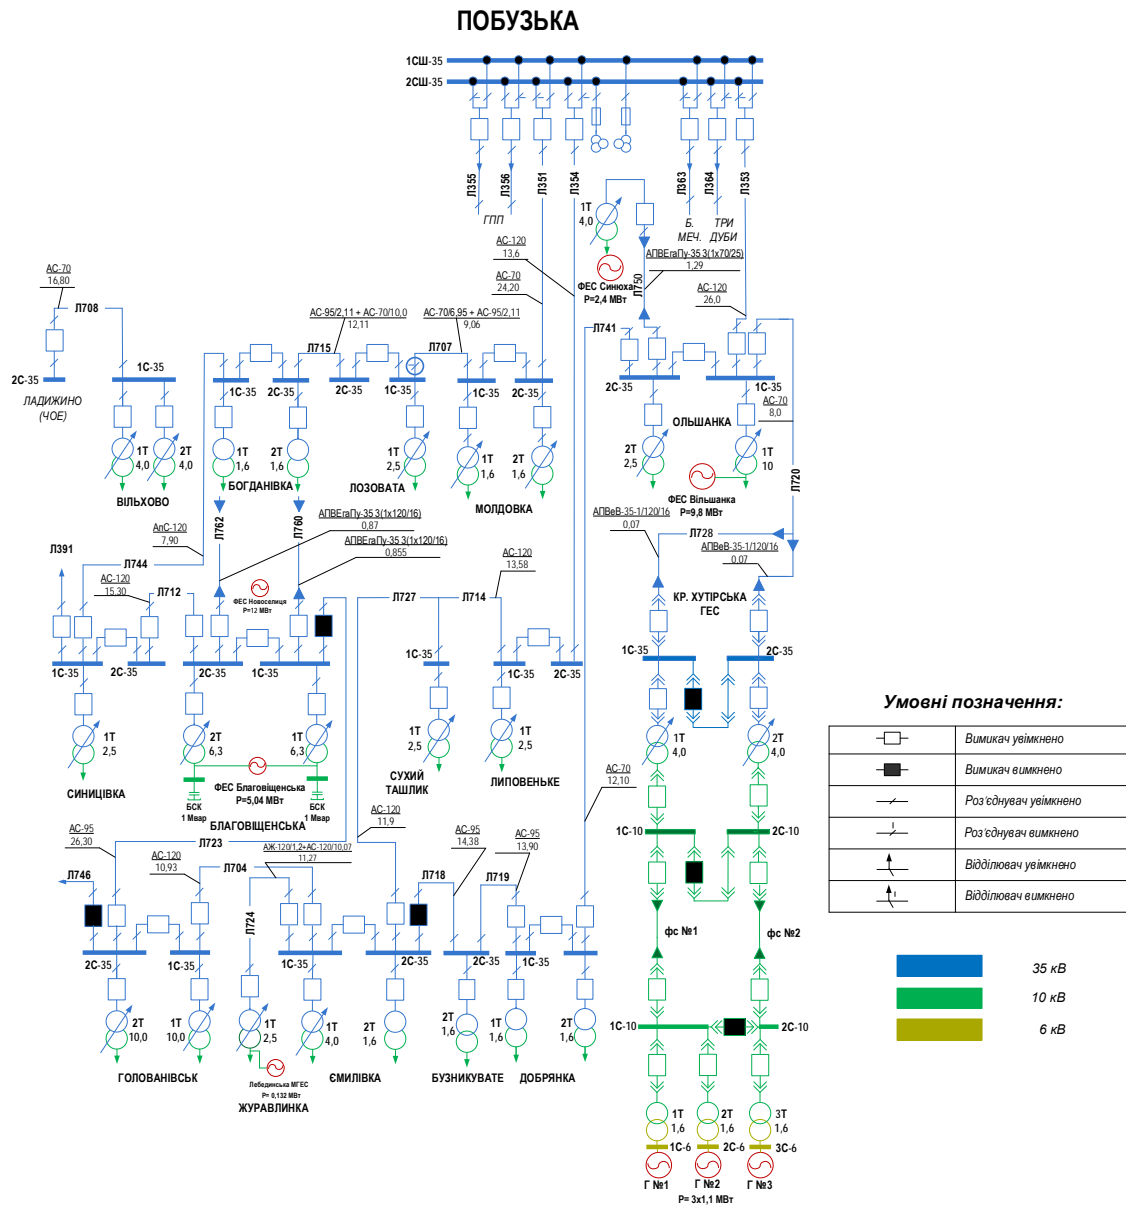 ПОБУЗЬКА
1СШ-35
2СШ-35
Л355
Л356
Л351
Л354
Л363
Л364
Л353
ГПП
Б.
МЕЧ.
ТРИ
ДУБИ
1Т
4,0
ФЕС Синюха
Р=2,4 МВт
АПВЕгаПу-35 3(1х70/25)
1,29
Л750
АС-120
13,6
АС-70
24,20
АС-120
26,0
АС-70
16,80
Л708
2С-35
ЛАДИЖИНО
(ЧОЕ)
1С-35
1Т
4,0
2Т
4,0
ВІЛЬХОВО
АС-95/2,11 + АС-70/10,0
12,11
Л715
АС-70/6,95 + АС-95/2,11
9,06
Л707
1С-35
2С-35
1Т
1,6
2Т
1,6
БОГДАНІВКА
2С-35
1С-35
1Т
2,5
ЛОЗОВАТА
1С-35
2С-35
1Т
1,6
2Т
1,6
МОЛДОВКА
Л741
2С-35
1С-35
АС-70
8,0
ОЛЬШАНКА
2Т
2,5
1Т
10
ФЕС Вільшанка
Р=9,8 МВт
Л720
АПВеВ-35-1/120/16
0,07
Л728
АПВеВ-35-1/120/16
0,07
КР. ХУТІРСЬКА
ГЕС
АлС-120
7,90
Л762
Л760
АПВЕгаПу-35 3(1х120/16)
0,87
АПВЕгаПу-35 3(1х120/16)
0,855
АС-120
13,58
Л391
Л744
АС-120
15,30
Л712
ФЕС Новоселиця
Р=12 МВт
Л727
Л714
1С-35
2С-35
2С-35
1С-35
1С-35
1С-35
2С-35
1С-35
2С-35
1Т
2,5
СИНИЦІВКА
2Т
6,3
1Т
6,3
ФЕС Благовіщенська
Р=5,04 МВт
БСК
1 Мвар
БСК
1 Мвар
БЛАГОВІЩЕНСЬКА
1Т
2,5
СУХИЙ
ТАШЛИК
1Т
2,5
ЛИПОВЕНЬКЕ
1Т
4,0
2Т
4,0
АС-70
12,10
АС-120
11,9
АС-95
26,30
Л723
АС-120
10,93
Л704
АЖ-120/1,2+АС-120/10,07
11,27
Л746
Л724
Л718
АС-95
14,38
Л719
АС-95
13,90
1С-10
2С-10
фс №1
фс №2
2С-35
1С-35
1С-35
2С-35
2С-35
1С-35
2Т
10,0
1Т
10,0
ГОЛОВАНІВСЬК
1Т
2,5
Лебединська МГЕС
Р= 0,132 МВт
ЖУРАВЛИНКА
1Т
4,0
2Т
1,6
ЄМИЛІВКА
2Т
1,6
БУЗНИКУВАТЕ
1Т
1,6
2Т
1,6
ДОБРЯНКА
1С-10
2С-10
1Т
1,6
2Т
1,6
3Т
1,6
1С-6
2С-6
3С-6
Г №1
Г №2
Г №3
Р= 3х1,1 МВт
Умовні позначення:
Вимикач увімкнено
Вимикач вимкнено
Роз'єднувач увімкнено
Роз'єднувач вимкнено
Відділювач увімкнено
Відділювач вимкнено
35 кВ
10 кВ
6 кВ